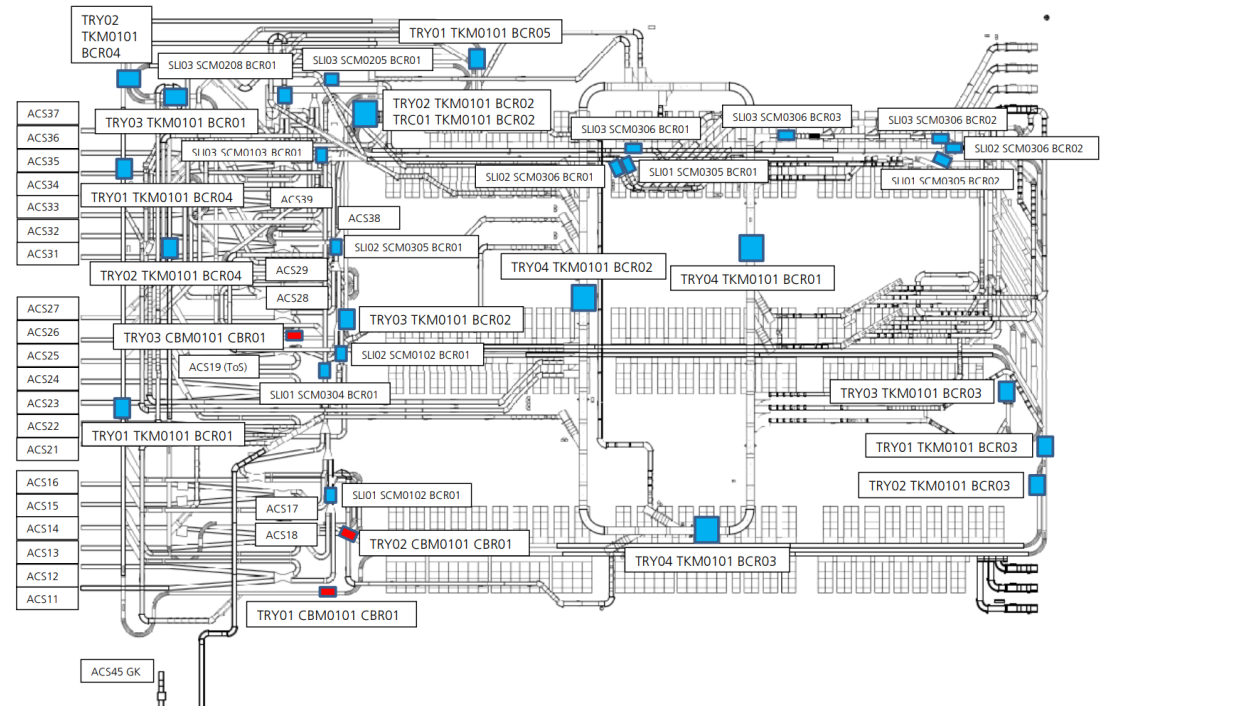 TRY02
TKM0101
BCR04
TRY01 TKM0101 BCR05
SLI03 SCM0208 BCR01
SLI03 SCM0205 BCR01
TRY02 TKM0101 BCR02
TRC01 TKM0101 BCR02
TRY03 TKM0101 BCR01
SLI03 SCM0306 BCR01
SLI03 SCM0306 BCR03
SLI03 SCM0306 BCR02
SLI02 SCM0306 BCR02
SLI03 SCM0103 BCR01
SLI02 SCM0306 BCR01
SLI01 SCM0305 BCR01
SLI01 SCM0305 BCR02
ACS37
ACS36
ACS35
ACS34
ACS33
ACS32
ACS31
TRY01 TKM0101 BCR04
ACS39
ACS38
SLI02 SCM0305 BCR01
TRY02 TKM0101 BCR04
ACS29
ACS28
TRY04 TKM0101 BCR02
TRY04 TKM0101 BCR01
ACS27
ACS26
ACS25
ACS24
ACS23
ACS22
ACS21
TRY03 TKM0101 BCR02
TRY03 CBM0101 CBR01
SLI02 SCM0102 BCR01
ACS19 (ToS)
SLI01 SCM0304 BCR01
TRY03 TKM0101 BCR03
TRY01 TKM0101 BCR01
TRY01 TKM0101 BCR03
TRY02 TKM0101 BCR03
ACS16
ACS15
ACS14
ACS13
ACS12
ACS11
SLI01 SCM0102 BCR01
ACS17
ACS18
TRY02 CBM0101 CBR01
TRY04 TKM0101 BCR03
TRY01 CBM0101 CBR01
ACS45 GK